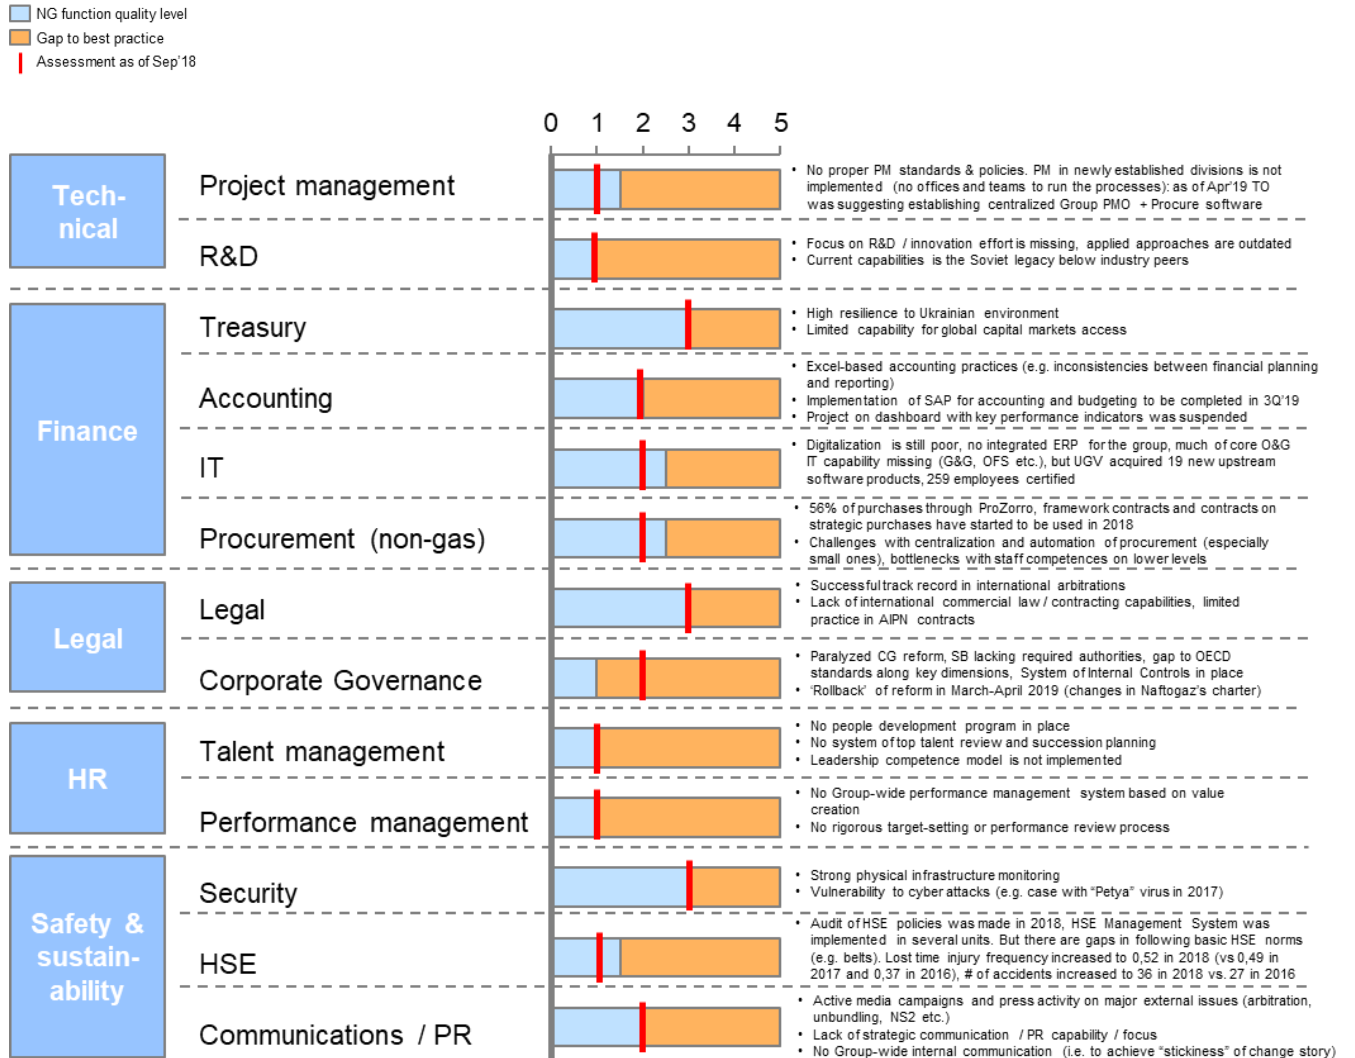 NG function quality level
Gap to best practice
Assessment as of Sep'18
0 1 2 3 4 5
Tech-
nical
Project management
• No proper PM standards & policies. PM in newly established divisions is not
implemented (no offices and teams to run the processes): as of Apr'19 TO
was suggesting establishing centralized Group PMO + Procure software
R&D
• Focus on R&D / innovation effort is missing, applied approaches are outdated
• Current capabilities is the Soviet legacy below industry peers
Finance
Treasury
• High resilience to Ukrainian environment
• Limited capability for global capital markets access
Accounting
• Excel-based accounting practices (e.g. inconsistencies between financial planning
and reporting)
• Implementation of SAP for accounting and budgeting to be completed in 3Q'19
• Project on dashboard with key performance indicators was suspended
IT
• Digitalization is still poor, no integrated ERP for the group, much of core O&G
IT capability missing (G&G, OFS etc.), but UGV acquired 19 new upstream
software products, 259 employees certified
Procurement (non-gas)
• 56% of purchases through ProZorro, framework contracts and contracts on
strategic purchases have started to be used in 2018
• Challenges with centralization and automation of procurement (especially
small ones), bottlenecks with staff competences on lower levels
Legal
Legal
• Successful track record in international arbitrations
• Lack of international commercial law / contracting capabilities, limited
practice in AIPN contracts
Corporate Governance
• Paralyzed CG reform, SB lacking required authorities, gap to OECD
standards along key dimensions, System of Internal Controls in place
• 'Rollback' of reform in March-April 2019 (changes in Naftogaz's charter)
HR
Talent management
• No people development program in place
• No system of top talent review and succession planning
• Leadership competence model is not implemented
Performance management
• No Group-wide performance management system based on value
creation
• No rigorous target-setting or performance review process
Safety &
sustain-
ability
Security
• Strong physical infrastructure monitoring
• Vulnerability to cyber attacks (e.g. case with "Petya" virus in 2017)
HSE
• Audit of HSE policies was made in 2018, HSE Management System was
implemented in several units. But there are gaps in following basic HSE norms
(e.g. belts). Lost time injury frequency increased to 0,52 in 2018 (vs 0,49 in
2017 and 0,37 in 2016), # of accidents increased to 36 in 2018 vs. 27 in 2016
Communications / PR
• Active media campaigns and press activity on major external issues (arbitration,
unbundling, NS2 etc.)
• Lack of strategic communication / PR capability / focus
• No Group-wide internal communication (i.e. to achieve "stickiness" of change story)